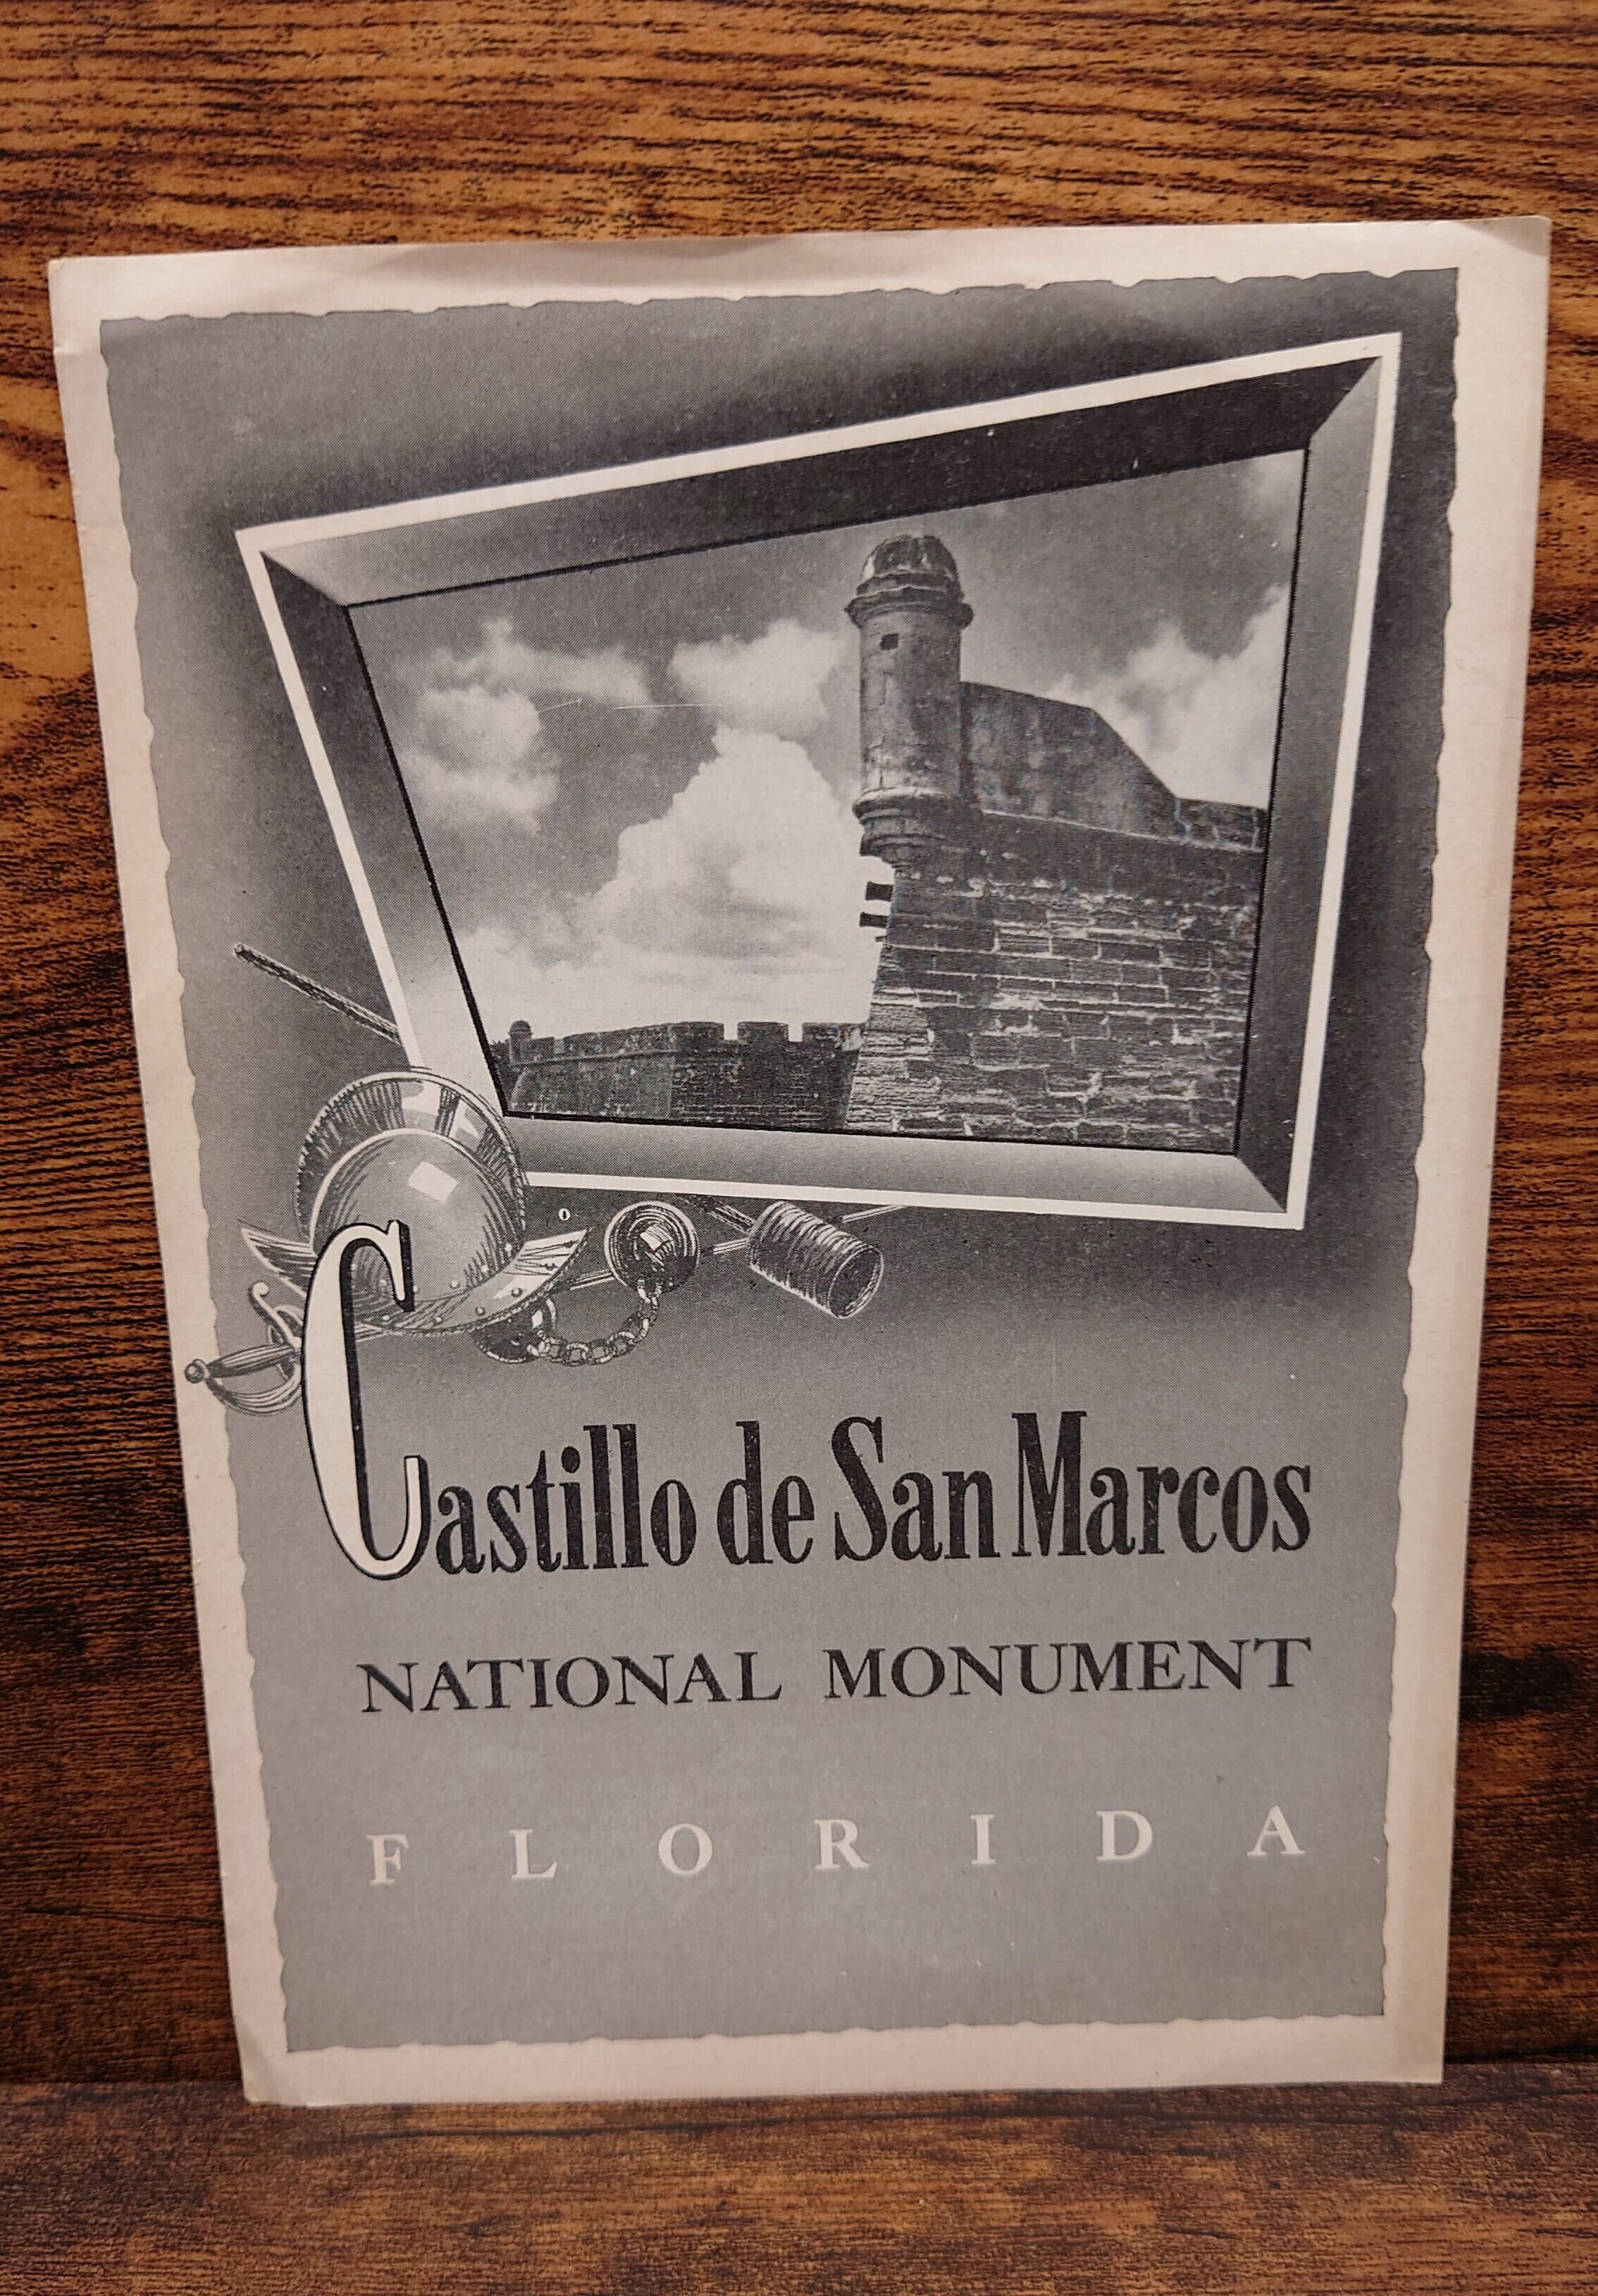 Castillo de San Marcos
NATIONAL MONUMENT
FLORIDA